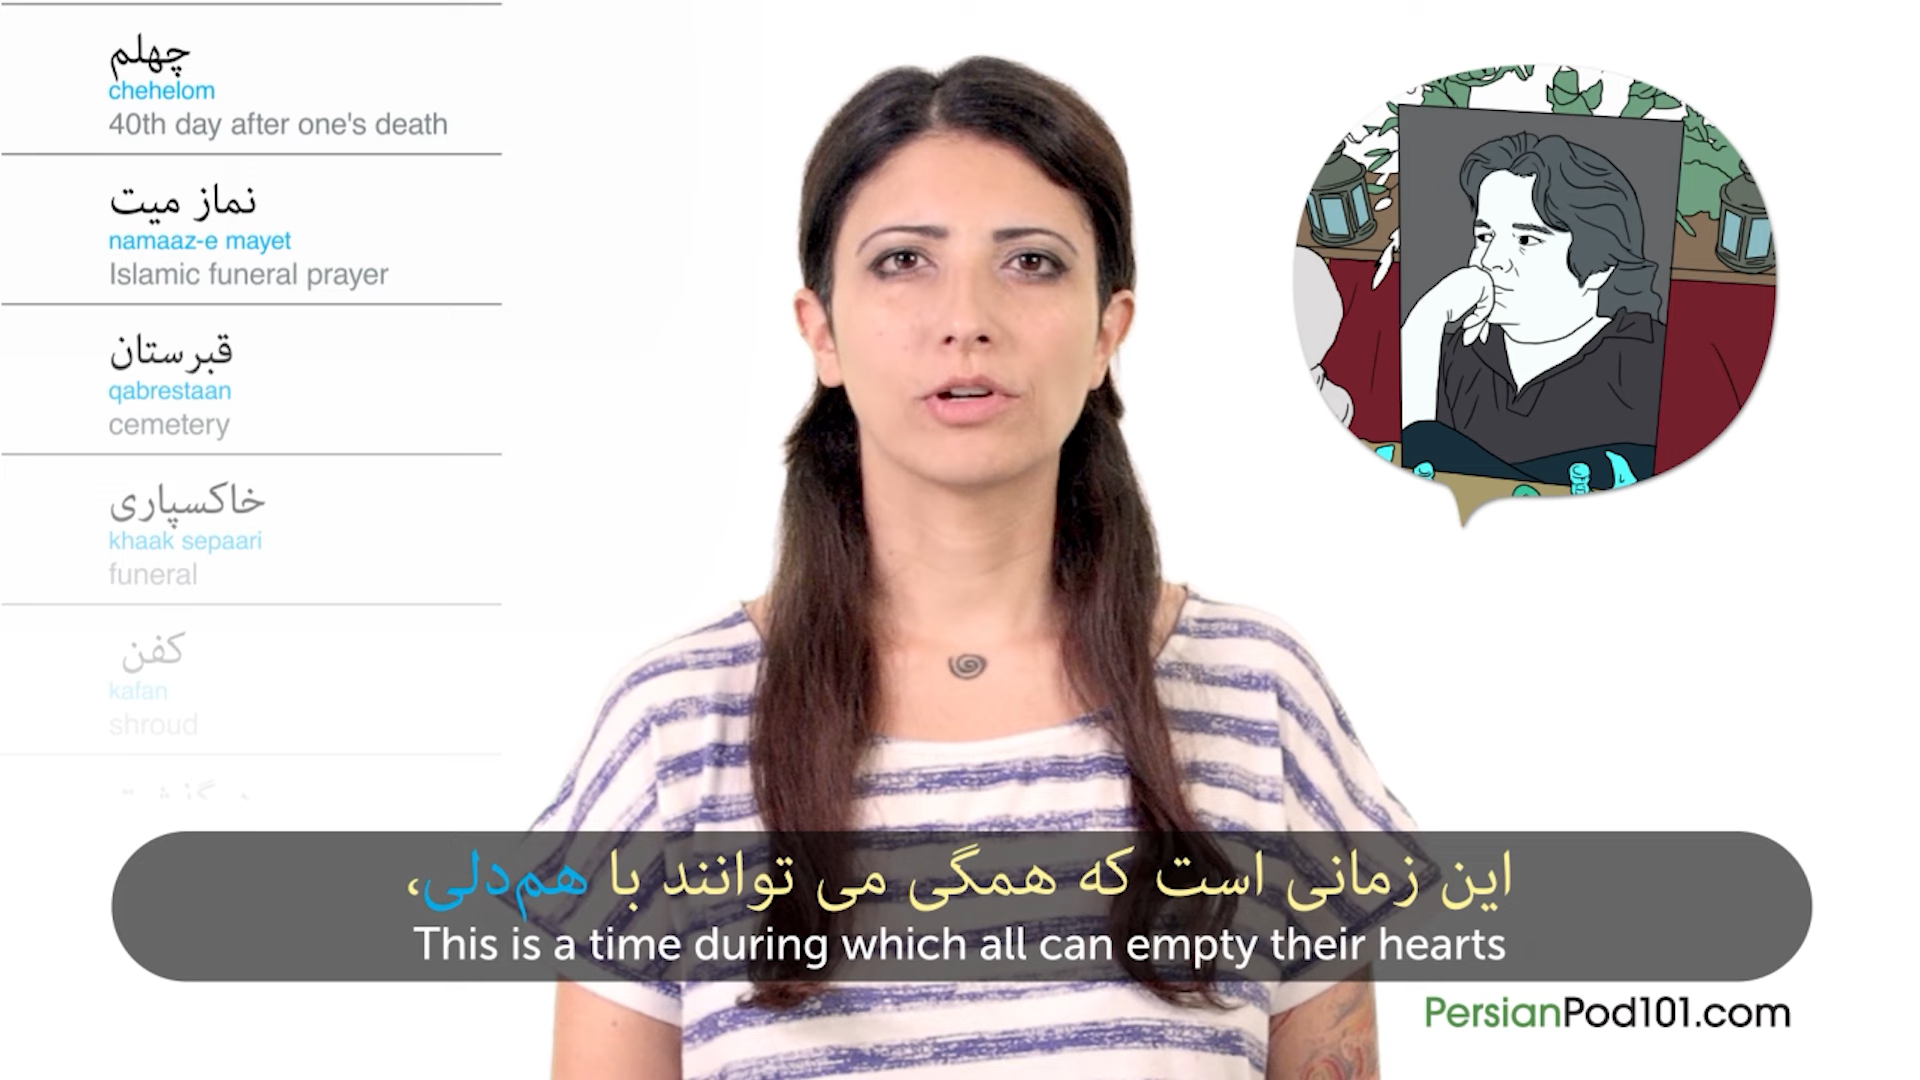 چهلم
chehelom
40th day after one's death
نماز میت
namaaz-e mayet
Islamic funeral prayer
قبرستان
qabrestaan
cemetery
خاکسپاری
khaak sepaari
funeral
کفن
kafan
shroud
این زمانی است که همگی می توانند با هم‌دلی،
This is a time during which all can empty their hearts
PersianPod101.com